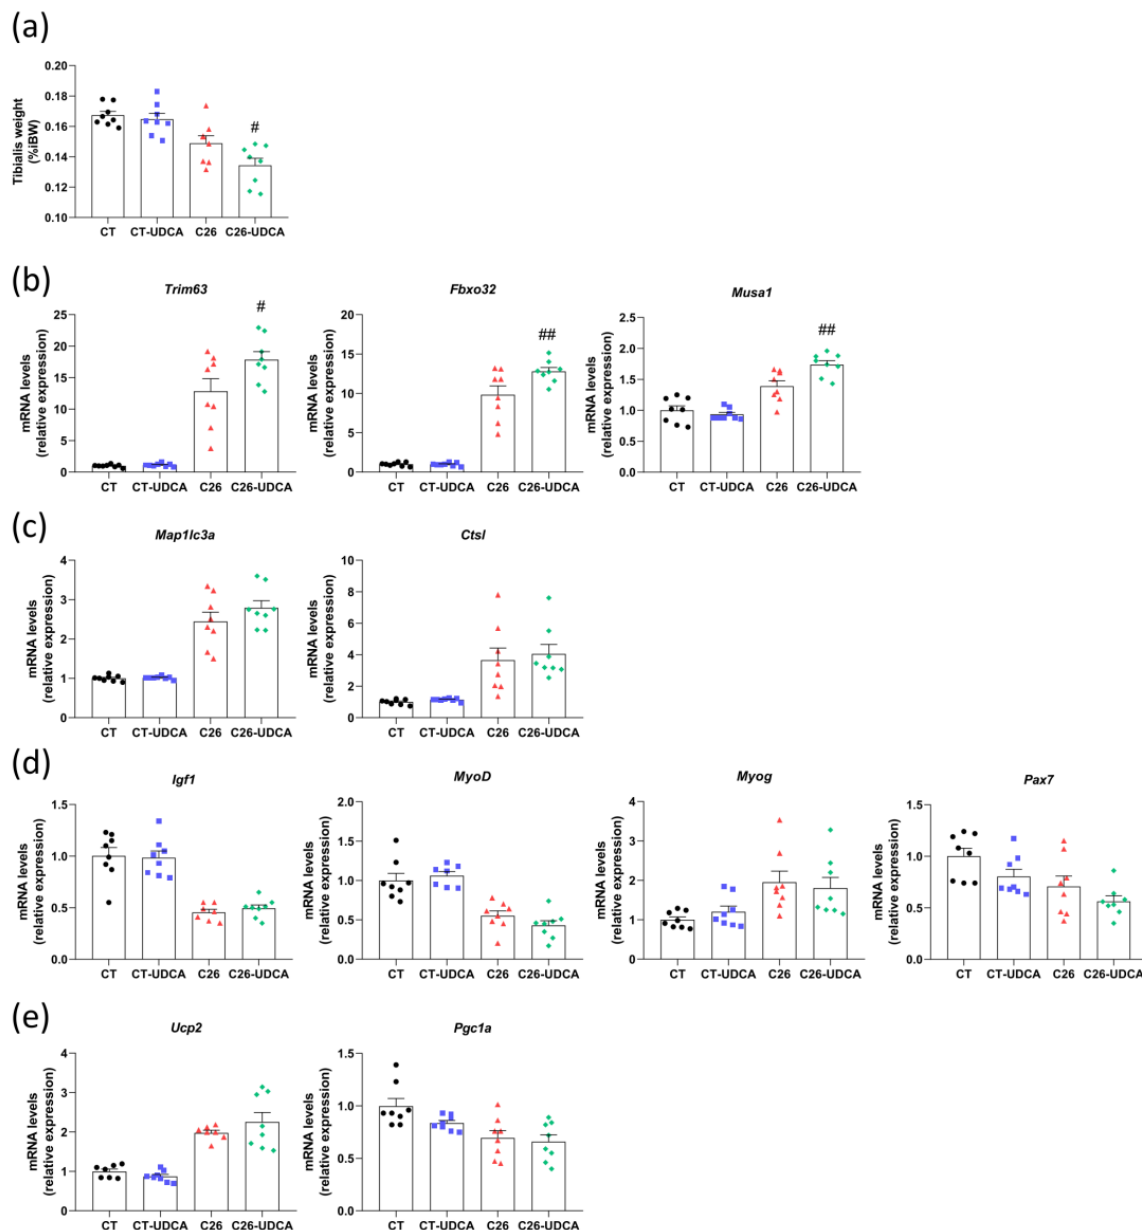 (a)
Tibialis weight
(%iBW)
0.20
0.18
0.16
0.14
0.12
0.10
#
CT CT-UDCA C26 C26-UDCA
(b)
Trim63
mRNA levels
(relative expression)
25
20
15
10
5
0
#
CT CT-UDCA C26 C26-UDCA
Fbxo32
mRNA levels
(relative expression)
20
15
10
5
0
##
CT CT-UDCA C26 C26-UDCA
Musa1
mRNA levels
(relative expression)
2.5
2.0
1.5
1.0
0.5
0.0
##
CT CT-UDCA C26 C26-UDCA
(c)
Map1lc3a
mRNA levels
(relative expression)
4
3
2
1
0
CT CT-UDCA C26 C26-UDCA
Ctsl
mRNA levels
(relative expression)
10
8
6
4
2
0
CT CT-UDCA C26 C26-UDCA
(d)
Igf1
mRNA levels
(relative expression)
1.5
1.0
0.5
0.0
CT CT-UDCA C26 C26-UDCA
MyoD
mRNA levels
(relative expression)
2.0
1.5
1.0
0.5
0.0
CT CT-UDCA C26 C26-UDCA
Myog
mRNA levels
(relative expression)
4
2
0
CT CT-UDCA C26 C26-UDCA
Pax7
mRNA levels
(relative expression)
1.5
1.0
0.5
0.0
CT CT-UDCA C26 C26-UDCA
(e)
Ucp2
mRNA levels
(relative expression)
4
3
2
1
0
CT CT-UDCA C26 C26-UDCA
Pgc1a
mRNA levels
(relative expression)
1.5
1.0
0.5
0.0
CT CT-UDCA C26 C26-UDCA